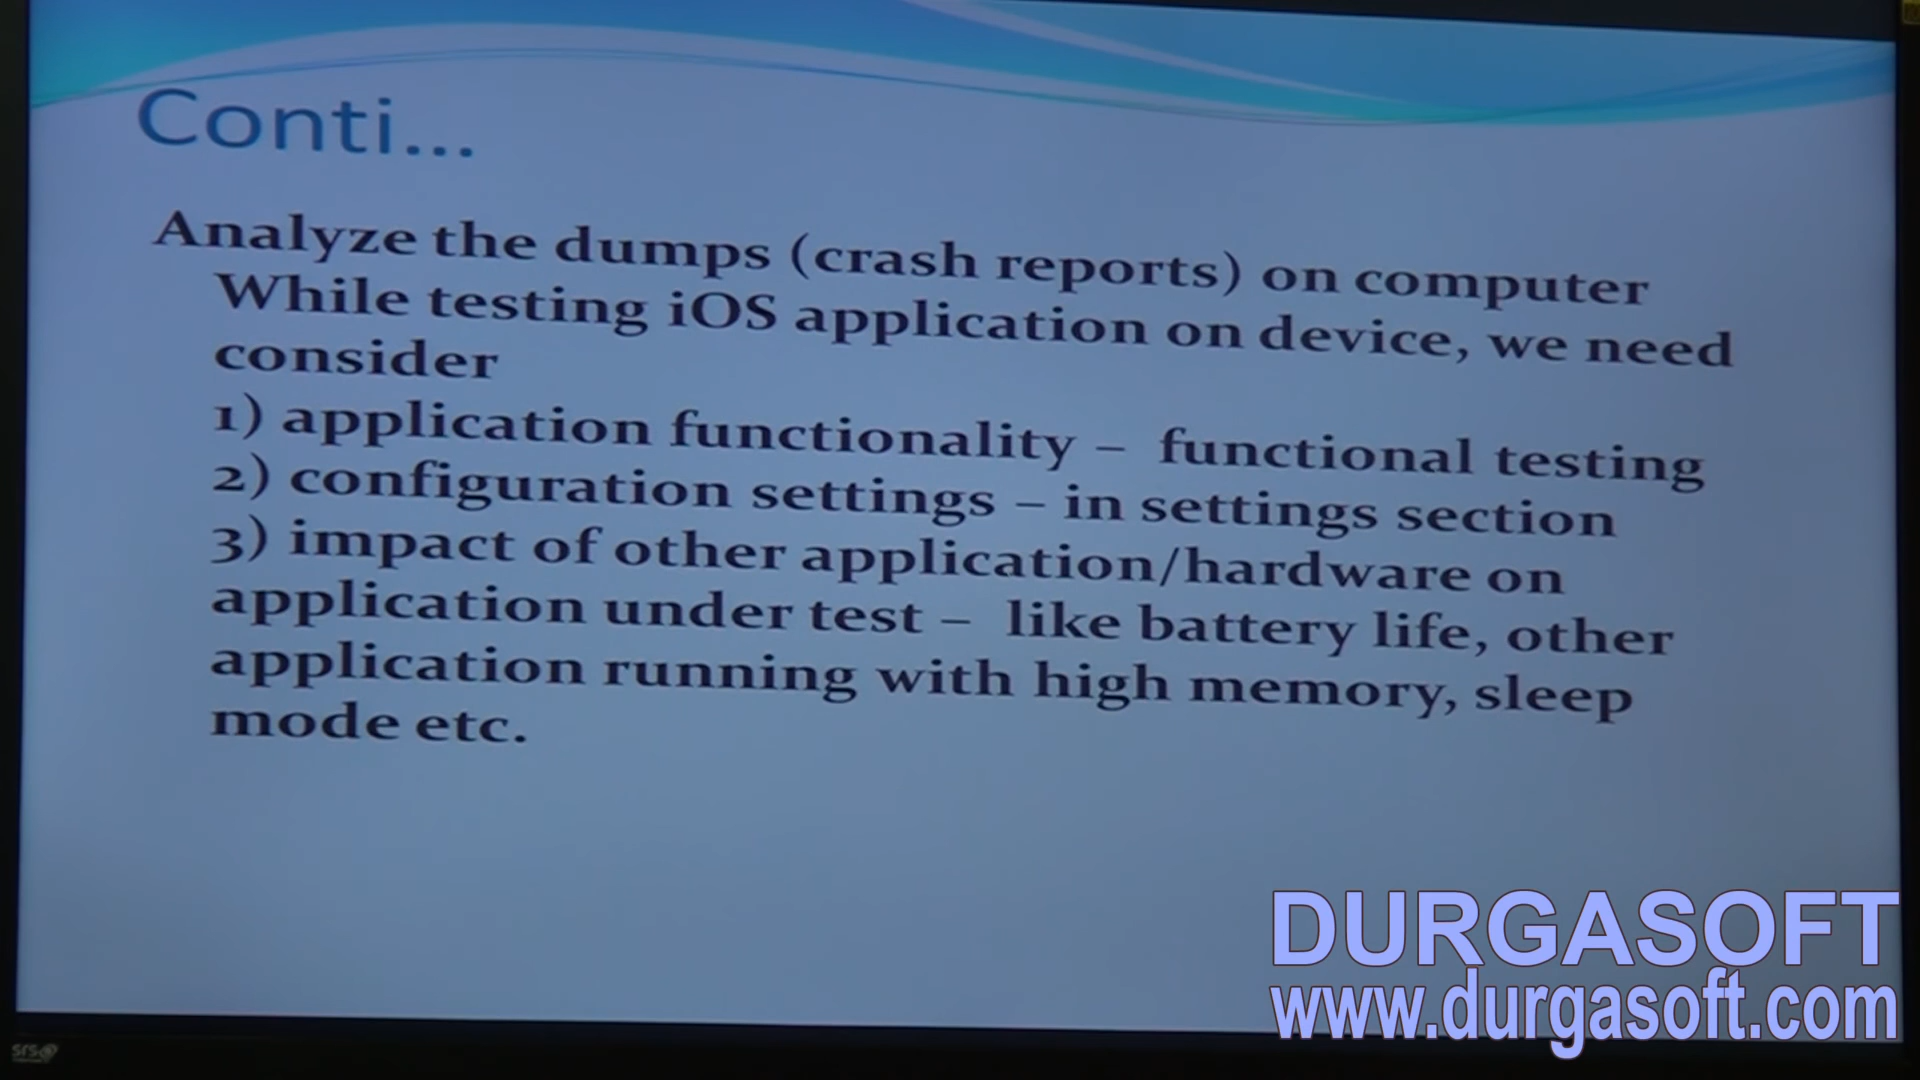 Conti...
Analyze the dumps (crash reports) on computer
While testing iOS application on device, we need
consider
1) application functionality – functional testing
2) configuration settings – in settings section
3) impact of other application/hardware on
application under test – like battery life, other
application running with high memory, sleep
mode etc.
DURGASOFT
www.durgasoft.com
srs